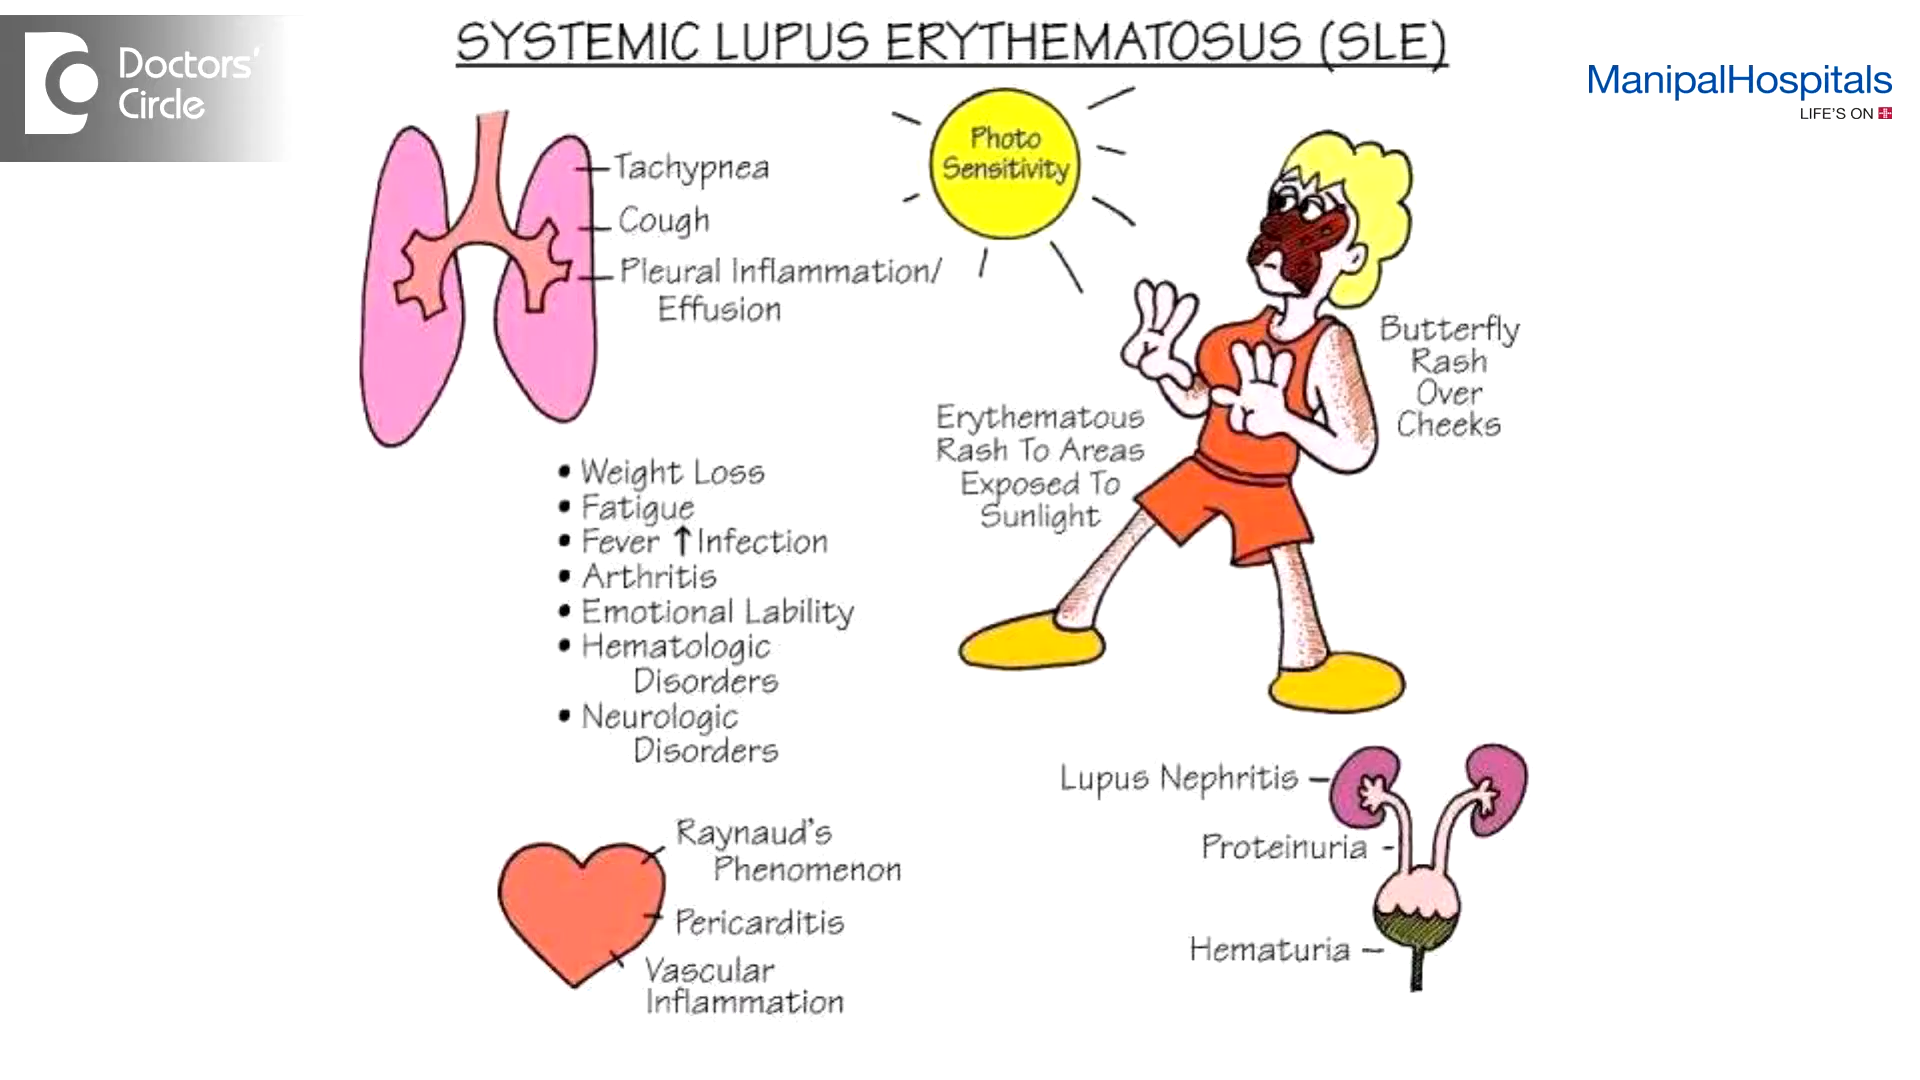 SYSTEMIC LUPUS ERYTHEMATOSUS (SLE)
Doctors'
Circle
ManipalHospitals
LIFE'S ON
Tachypnea
Cough
Pleural Inflammation/
Effusion
Photo
Sensitivity
Butterfly
Rash
Over
Cheeks
Erythematous
Rash To Areas
Exposed To
Sunlight
• Weight Loss
• Fatigue
• Fever ↑ Infection
• Arthritis
• Emotional Lability
• Hematologic
Disorders
• Neurologic
Disorders
Raynaud's
Phenomenon
Pericarditis
Vascular
Inflammation
Lupus Nephritis
Proteinuria
Hematuria